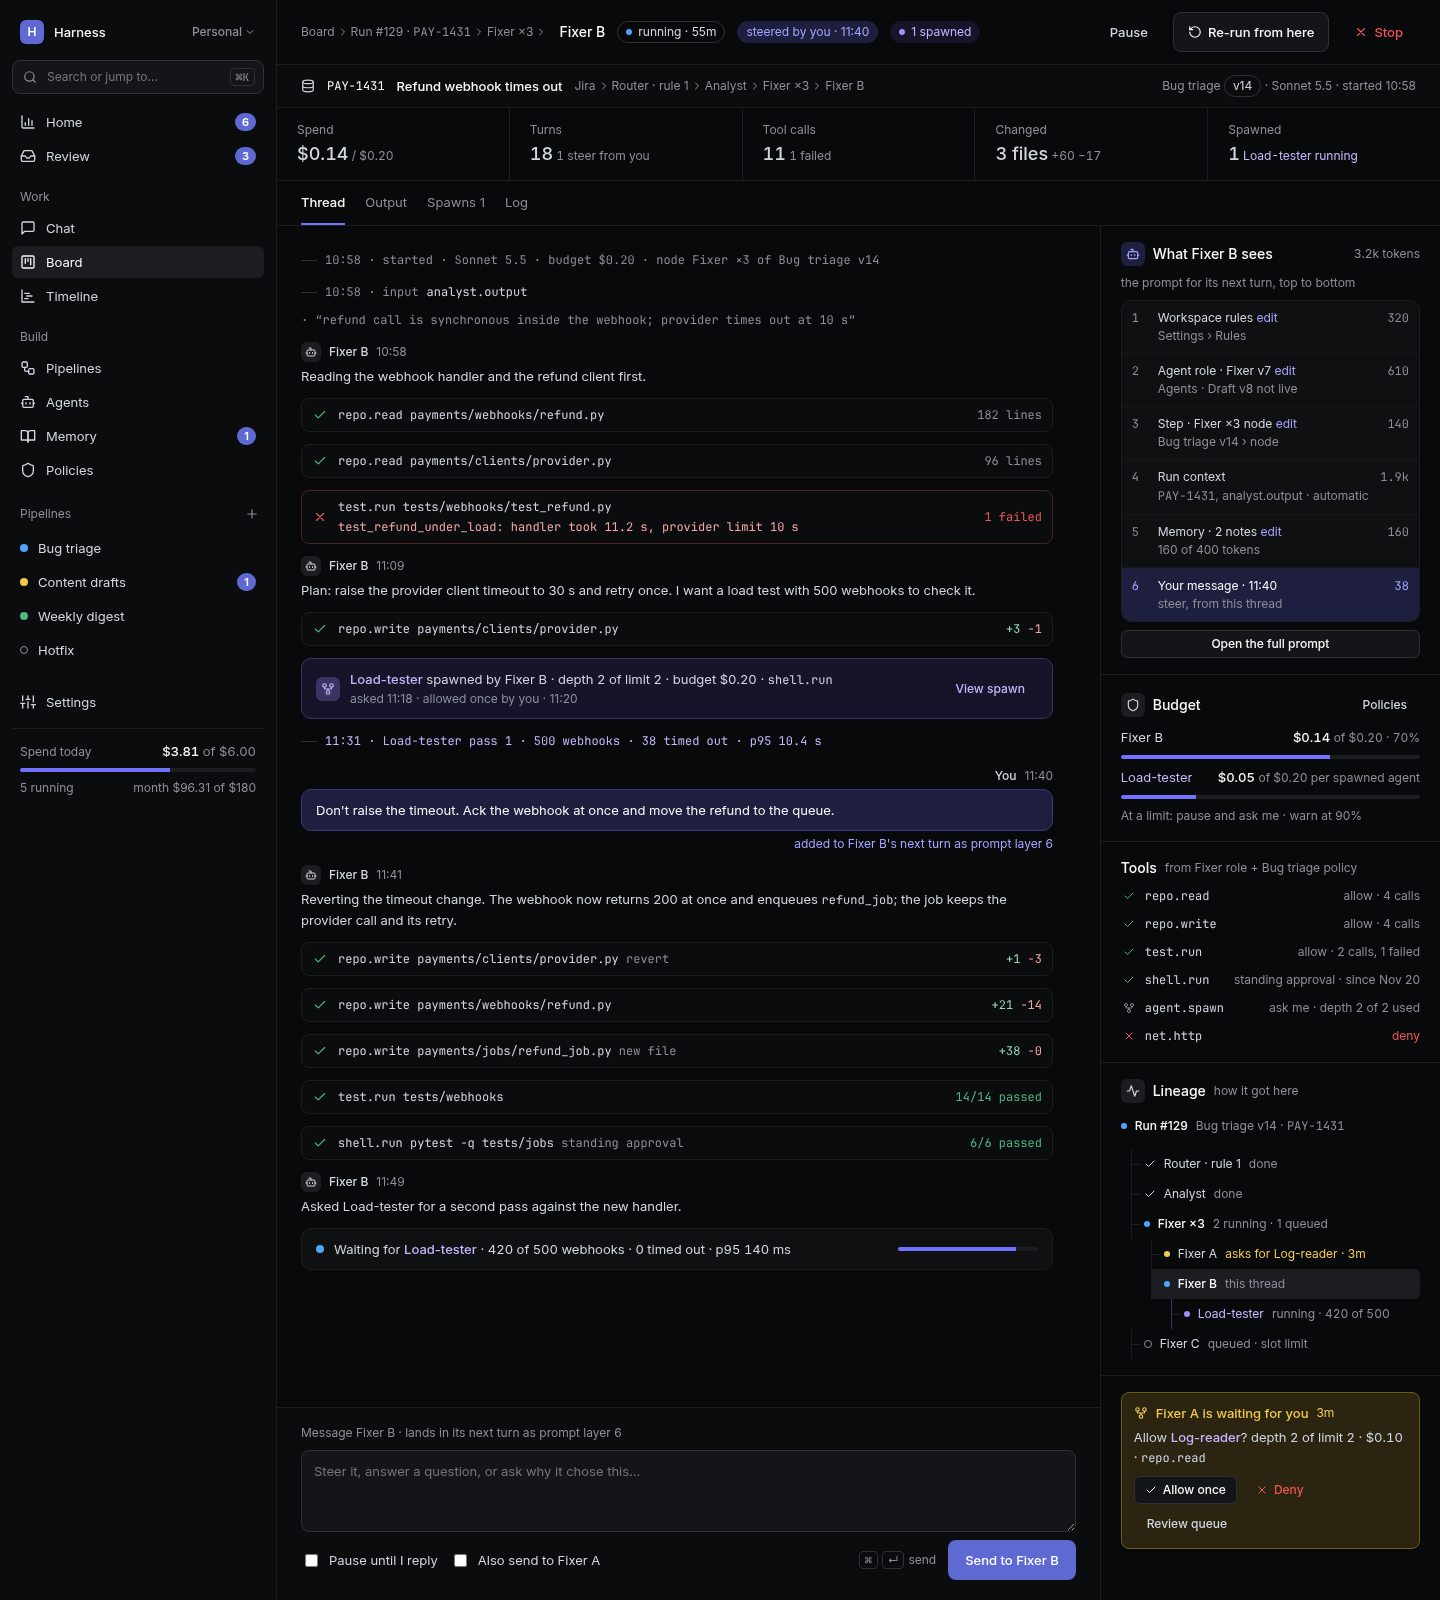 H Harness Personal
Search or jump to... ⌘K
Home 6
Review 3
Work
Chat
Board
Timeline
Build
Pipelines
Agents
Memory 1
Policies
Pipelines +
Bug triage
Content drafts 1
Weekly digest
Hotfix
Settings
Spend today $3.81 of $6.00
5 running month $96.31 of $180
Board › Run #129 · PAY-1431 › Fixer ×3 › Fixer B running · 55m steered by you · 11:40 1 spawned Pause Re-run from here Stop
PAY-1431 Refund webhook times out Jira › Router · rule 1 › Analyst › Fixer ×3 › Fixer B Bug triage v14 · Sonnet 5.5 · started 10:58
Spend
$0.14 / $0.20
Turns
18 1 steer from you
Tool calls
11 1 failed
Changed
3 files +60 −17
Spawned
1 Load-tester running
Thread Output Spawns 1 Log
10:58 · started · Sonnet 5.5 · budget $0.20 · node Fixer ×3 of Bug triage v14
10:58 · input analyst.output
· “refund call is synchronous inside the webhook; provider times out at 10 s”
Fixer B 10:58
Reading the webhook handler and the refund client first.
repo.read payments/webhooks/refund.py 182 lines
repo.read payments/clients/provider.py 96 lines
test.run tests/webhooks/test_refund.py
test_refund_under_load: handler took 11.2 s, provider limit 10 s 1 failed
Fixer B 11:09
Plan: raise the provider client timeout to 30 s and retry once. I want a load test with 500 webhooks to check it.
repo.write payments/clients/provider.py +3 -1
Load-tester spawned by Fixer B · depth 2 of limit 2 · budget $0.20 · shell.run
asked 11:18 · allowed once by you · 11:20
View spawn
11:31 · Load-tester pass 1 · 500 webhooks · 38 timed out · p95 10.4 s
You 11:40
Don't raise the timeout. Ack the webhook at once and move the refund to the queue.
added to Fixer B's next turn as prompt layer 6
Fixer B 11:41
Reverting the timeout change. The webhook now returns 200 at once and enqueues refund_job; the job keeps the
provider call and its retry.
repo.write payments/clients/provider.py revert +1 -3
repo.write payments/webhooks/refund.py +21 -14
repo.write payments/jobs/refund_job.py new file +38 -0
test.run tests/webhooks 14/14 passed
shell.run pytest -q tests/jobs standing approval 6/6 passed
Fixer B 11:49
Asked Load-tester for a second pass against the new handler.
Waiting for Load-tester · 420 of 500 webhooks · 0 timed out · p95 140 ms
Message Fixer B · lands in its next turn as prompt layer 6
Steer it, answer a question, or ask why it chose this...
Pause until I reply Also send to Fixer A ⌘ ↵ send Send to Fixer B
What Fixer B sees 3.2k tokens
the prompt for its next turn, top to bottom
1 Workspace rules edit 320
Settings › Rules
2 Agent role · Fixer v7 edit 610
Agents · Draft v8 not live
3 Step · Fixer ×3 node edit 140
Bug triage v14 › node
4 Run context 1.9k
PAY-1431, analyst.output · automatic
5 Memory · 2 notes edit 160
160 of 400 tokens
6 Your message · 11:40 38
steer, from this thread
Open the full prompt
Budget Policies
Fixer B $0.14 of $0.20 · 70%
Load-tester $0.05 of $0.20 per spawned agent
At a limit: pause and ask me · warn at 90%
Tools from Fixer role + Bug triage policy
repo.read allow · 4 calls
repo.write allow · 4 calls
test.run allow · 2 calls, 1 failed
shell.run standing approval · since Nov 20
agent.spawn ask me · depth 2 of 2 used
net.http deny
Lineage how it got here
Run #129 Bug triage v14 · PAY-1431
Router · rule 1 done
Analyst done
Fixer ×3 2 running · 1 queued
Fixer A asks for Log-reader · 3m
Fixer B this thread
Load-tester running · 420 of 500
Fixer C queued · slot limit
Fixer A is waiting for you 3m
Allow Log-reader? depth 2 of limit 2 · $0.10
· repo.read
Allow once Deny
Review queue